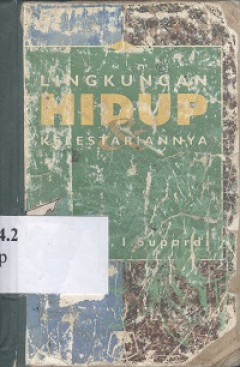 LINGKUNGAN
HIDUP
&
KELESTARIANNYA
I. Supardi
4.2
p